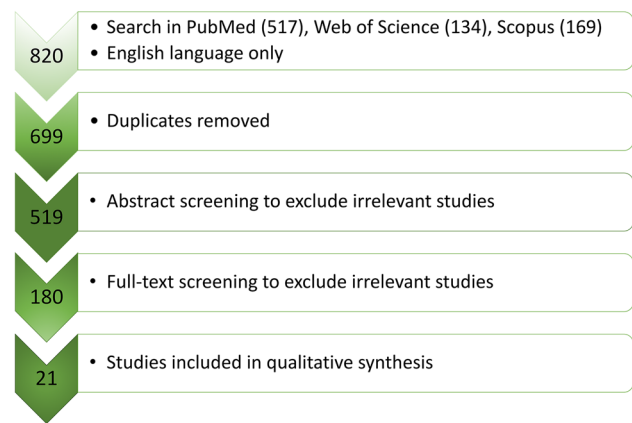 820
• Search in PubMed (517), Web of Science (134), Scopus (169)
• English language only
699
• Duplicates removed
519
• Abstract screening to exclude irrelevant studies
180
• Full-text screening to exclude irrelevant studies
21
• Studies included in qualitative synthesis